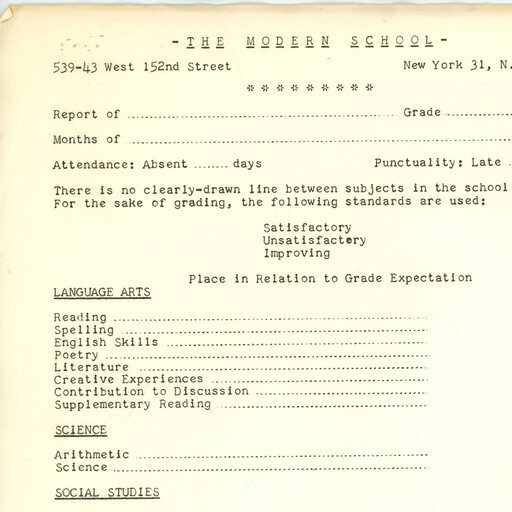 - THE MODERN SCHOOL -
539-43 West 152nd Street New York 31, N.
* * * * * * * * *
Report of ........ Grade ........
Months of ........
Attendance: Absent ........ days Punctuality: Late ..
There is no clearly-drawn line between subjects in the school
For the sake of grading, the following standards are used:
Satisfactory
Unsatisfactory
Improving
Place in Relation to Grade Expectation
LANGUAGE ARTS
Reading ........
Spelling ........
English Skills ........
Poetry ........
Literature ........
Creative Experiences ........
Contribution to Discussion ........
Supplementary Reading ........
SCIENCE
Arithmetic ........
Science ........
SOCIAL STUDIES